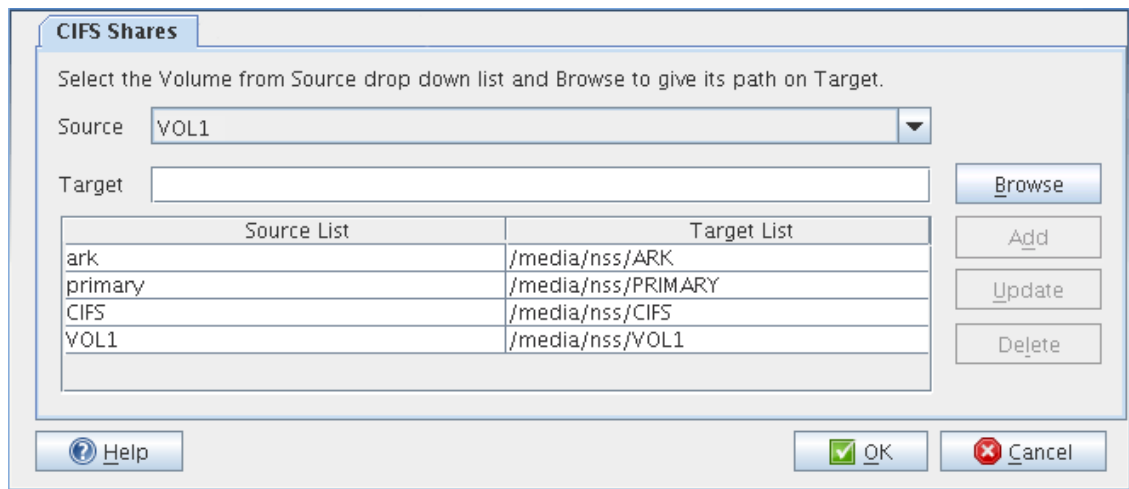 CIFS Shares
Select the Volume from Source drop down list and Browse to give its path on Target.
Source VOL1
Target Browse
Source List Target List
Add
ark /media/nss/ARK
primary /media/nss/PRIMARY
Update
CIFS /media/nss/CIFS
VOL1 /media/nss/VOL1
Delete
Help OK Cancel